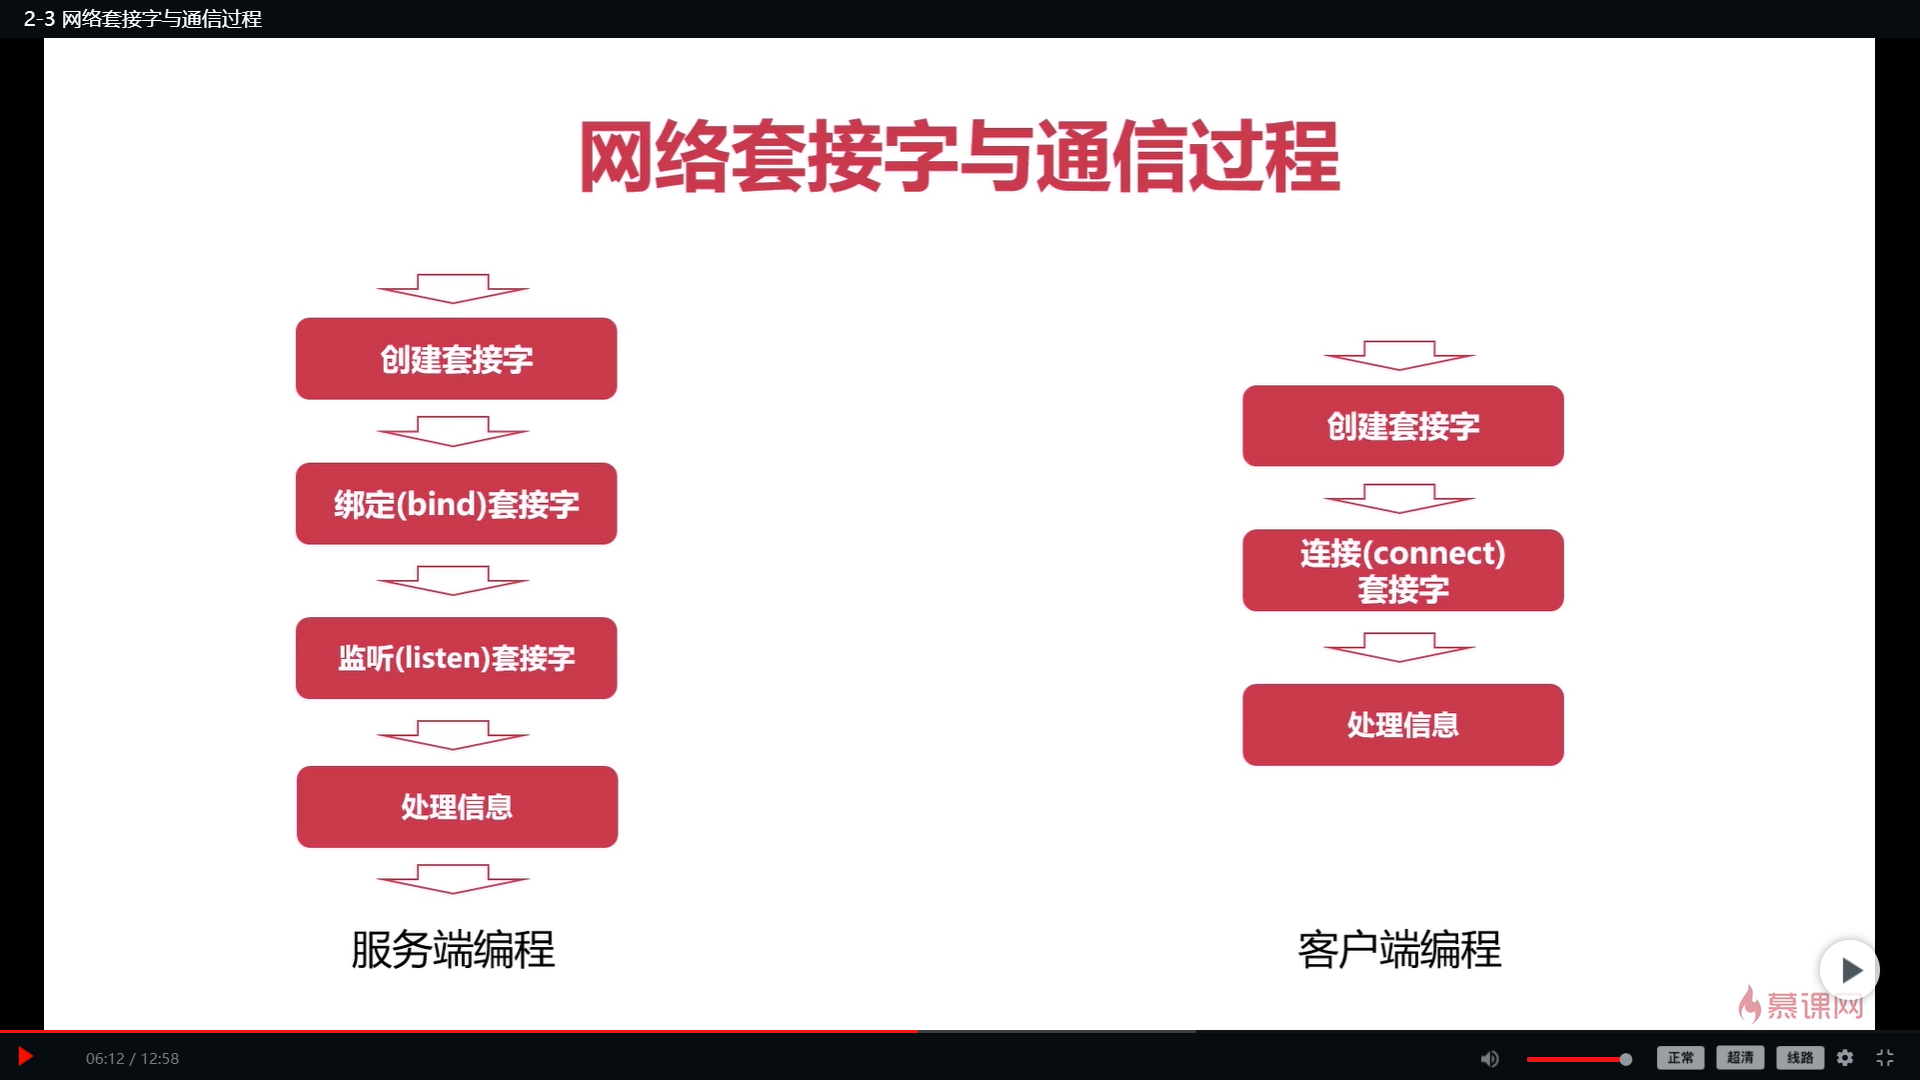 2-3 网络套接字与通信过程
网络套接字与通信过程
创建套接字
绑定(bind)套接字
监听(listen)套接字
处理信息
服务端编程
创建套接字
连接(connect)
套接字
处理信息
客户端编程
慕课网
06:12 / 12:58
正常
超清
线路